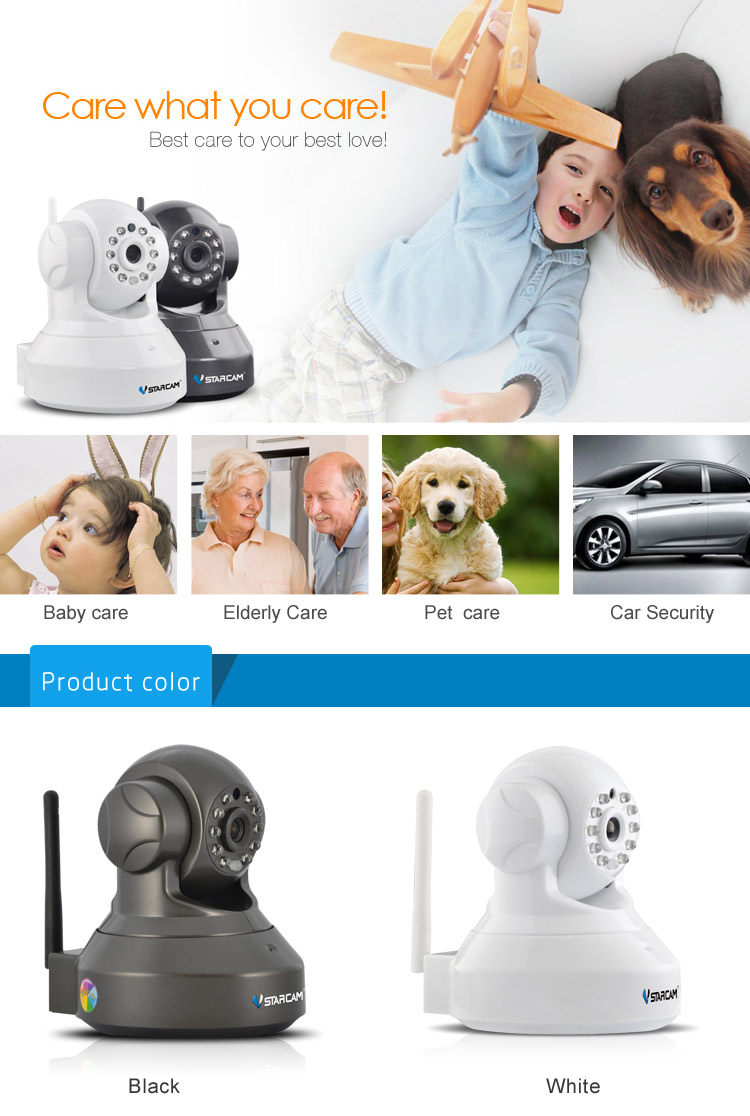 Care what you care!
Best care to your best love!
VSTARCAM
VSTARCAM
Baby care
Elderly Care
Pet care
Car Security
Product color
VSTARCAM
VSTARCAM
Black
White